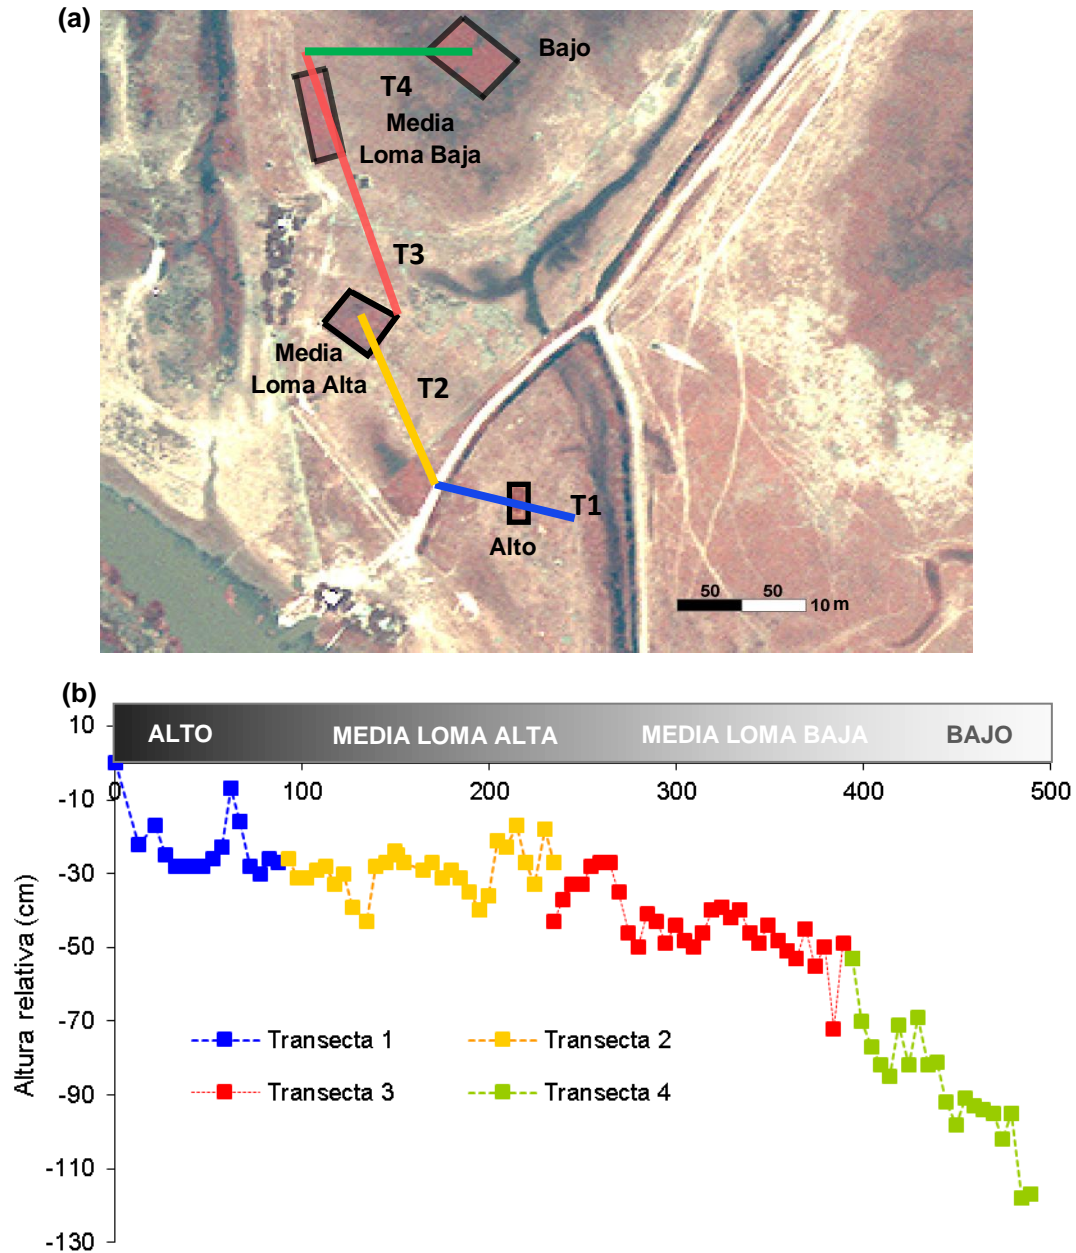 (a)
Bajo
T4
Media
Loma Baja
T3
Media
Loma Alta
T2
T1
Alto
50 50
10 m
(b)
ALTO MEDIA LOMA ALTA MEDIA LOMA BAJA BAJO
10
0 100 200 300 400 500
-10
-30
-50
-70
-90
-110
-130
Altura relativa (cm)
Transecta 1 Transecta 2
Transecta 3 Transecta 4